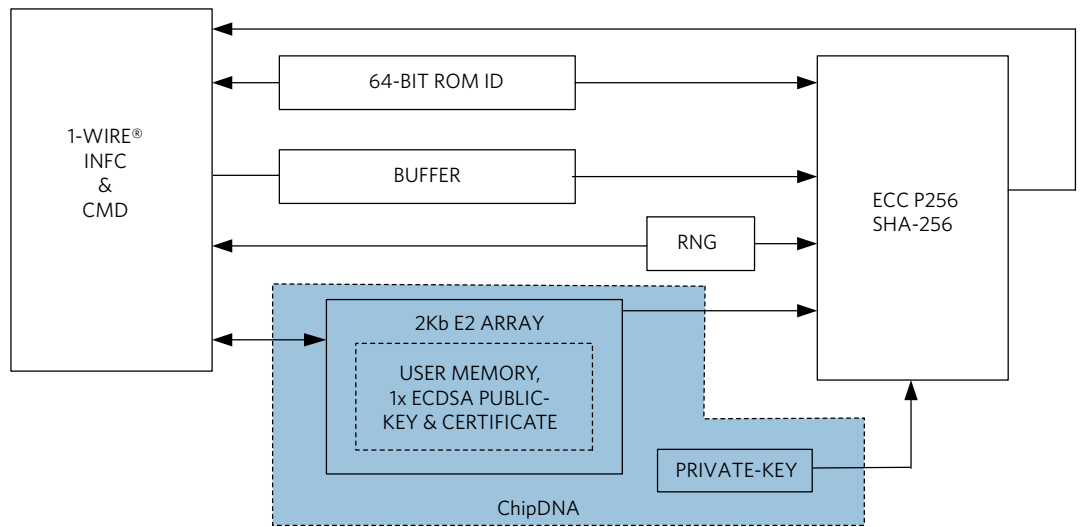 64-BIT ROM ID
1-WIRE®
INFC
&
CMD
BUFFER
ECC P256
SHA-256
RNG
2Kb E2 ARRAY
USER MEMORY,
1x ECDSA PUBLIC-
KEY & CERTIFICATE
PRIVATE-KEY
ChipDNA